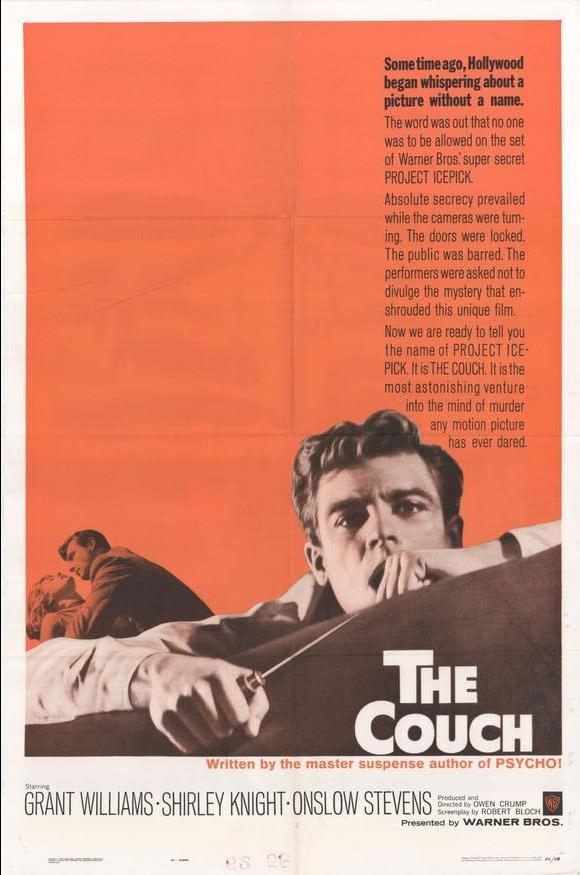 Some time ago, Hollywood
began whispering about a
picture without a name.
The word was out that no one
was to be allowed on the set
of Warner Bros.' super secret
PROJECT ICEPICK.
Absolute secrecy prevailed
while the cameras were turn-
ing. The doors were locked.
The public was barred. The
performers were asked not to
divulge the mystery that en-
shrouded this unique film.
Now we are ready to tell you
the name of PROJECT ICE-
PICK. It is THE COUCH. It is the
most astonishing venture
into the mind of murder
any motion picture
has ever dared.
THE
COUCH
Written by the master suspense author of PSYCHO!
Starring
GRANT WILLIAMS · SHIRLEY KNIGHT · ONSLOW STEVENS
Produced and
Directed by OWEN CRUMP
Screenplay by ROBERT BLOCH
WB
Presented by WARNER BROS.